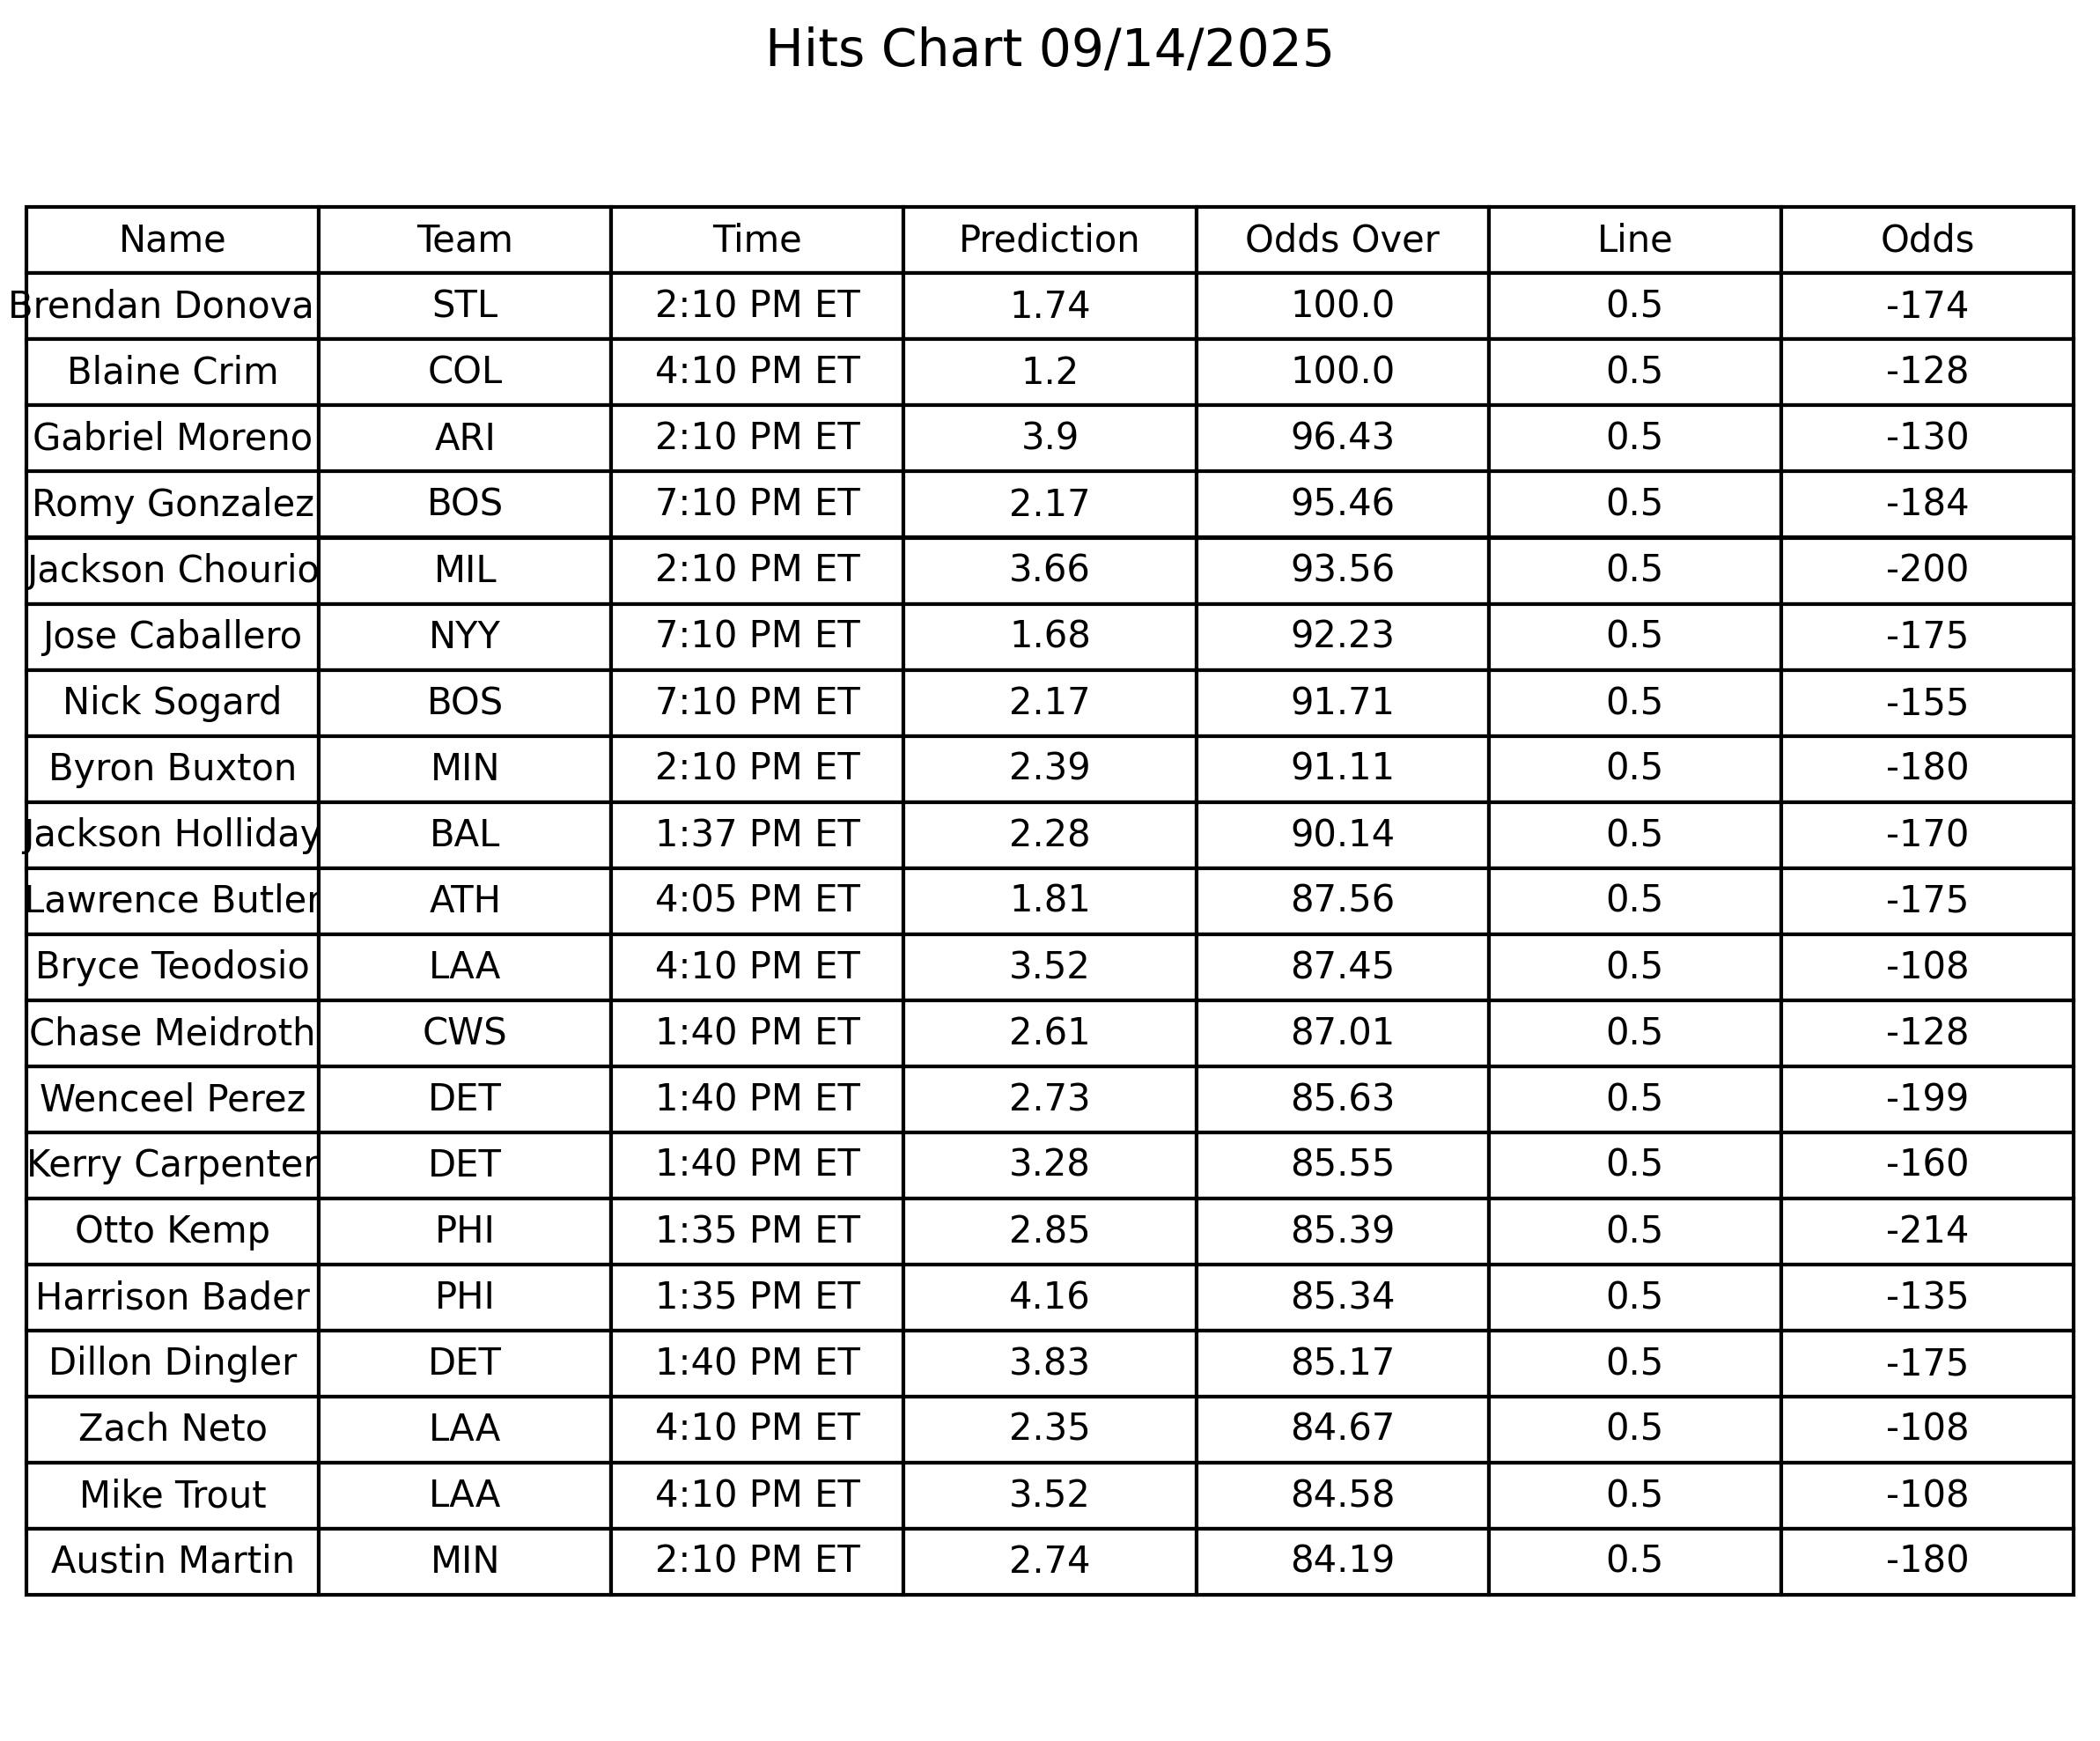 Hits Chart 09/14/2025
Name Team Time Prediction Odds Over Line Odds
Brendan Donova STL 2:10 PM ET 1.74 100.0 0.5 -174
Blaine Crim COL 4:10 PM ET 1.2 100.0 0.5 -128
Gabriel Moreno ARI 2:10 PM ET 3.9 96.43 0.5 -130
Romy Gonzalez BOS 7:10 PM ET 2.17 95.46 0.5 -184
Jackson Chourio MIL 2:10 PM ET 3.66 93.56 0.5 -200
Jose Caballero NYY 7:10 PM ET 1.68 92.23 0.5 -175
Nick Sogard BOS 7:10 PM ET 2.17 91.71 0.5 -155
Byron Buxton MIN 2:10 PM ET 2.39 91.11 0.5 -180
Jackson Holliday BAL 1:37 PM ET 2.28 90.14 0.5 -170
Lawrence Butler ATH 4:05 PM ET 1.81 87.56 0.5 -175
Bryce Teodosio LAA 4:10 PM ET 3.52 87.45 0.5 -108
Chase Meidroth CWS 1:40 PM ET 2.61 87.01 0.5 -128
Wenceel Perez DET 1:40 PM ET 2.73 85.63 0.5 -199
Kerry Carpenter DET 1:40 PM ET 3.28 85.55 0.5 -160
Otto Kemp PHI 1:35 PM ET 2.85 85.39 0.5 -214
Harrison Bader PHI 1:35 PM ET 4.16 85.34 0.5 -135
Dillon Dingler DET 1:40 PM ET 3.83 85.17 0.5 -175
Zach Neto LAA 4:10 PM ET 2.35 84.67 0.5 -108
Mike Trout LAA 4:10 PM ET 3.52 84.58 0.5 -108
Austin Martin MIN 2:10 PM ET 2.74 84.19 0.5 -180